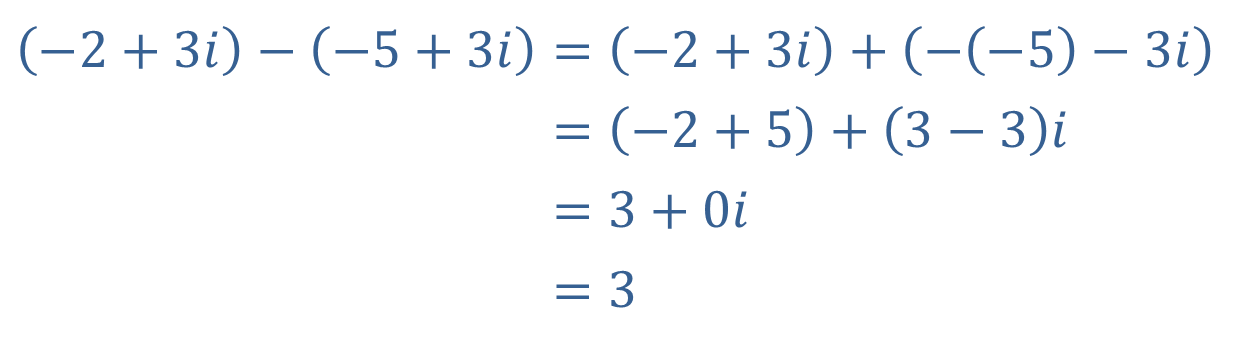 (−2 + 3i) − (−5 + 3i) = (−2 + 3i) + (−(−5) − 3i)
= (−2 + 5) + (3 − 3)i
= 3 + 0i
= 3